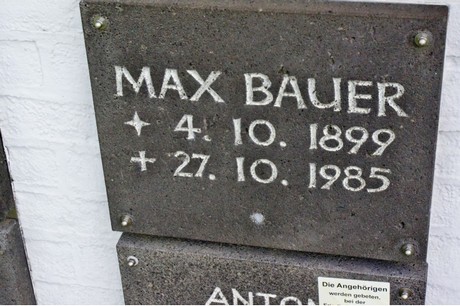 MAX BAUER
✦ 4. 10. 1899
+ 27. 10. 1985
Die Angehörigen
werden gebeten,
bei der